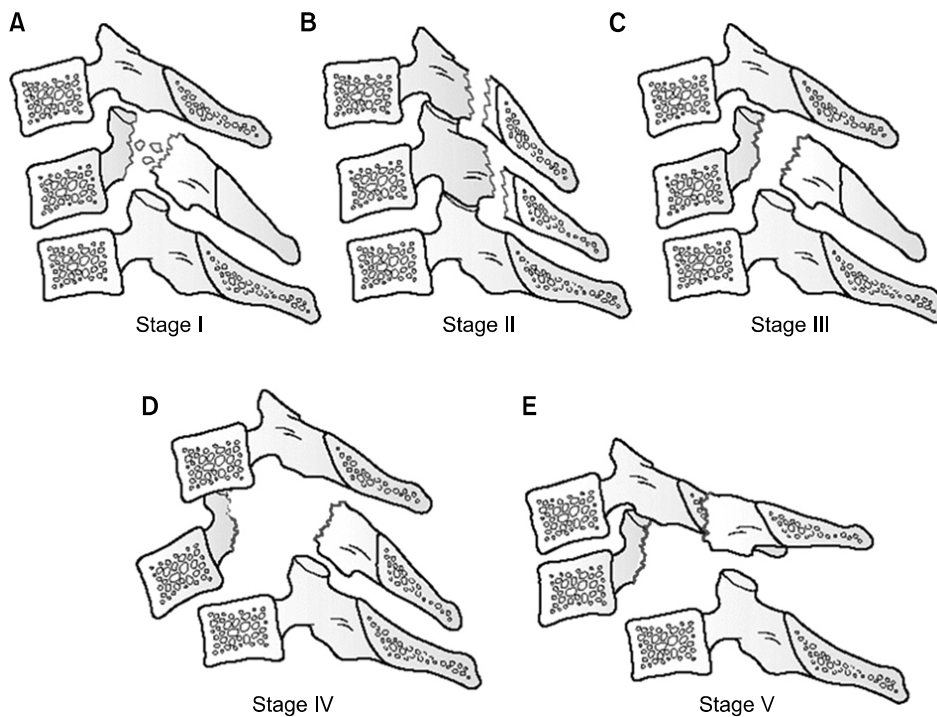 A
B
C
Stage I
Stage II
Stage III
D
E
Stage IV
Stage V